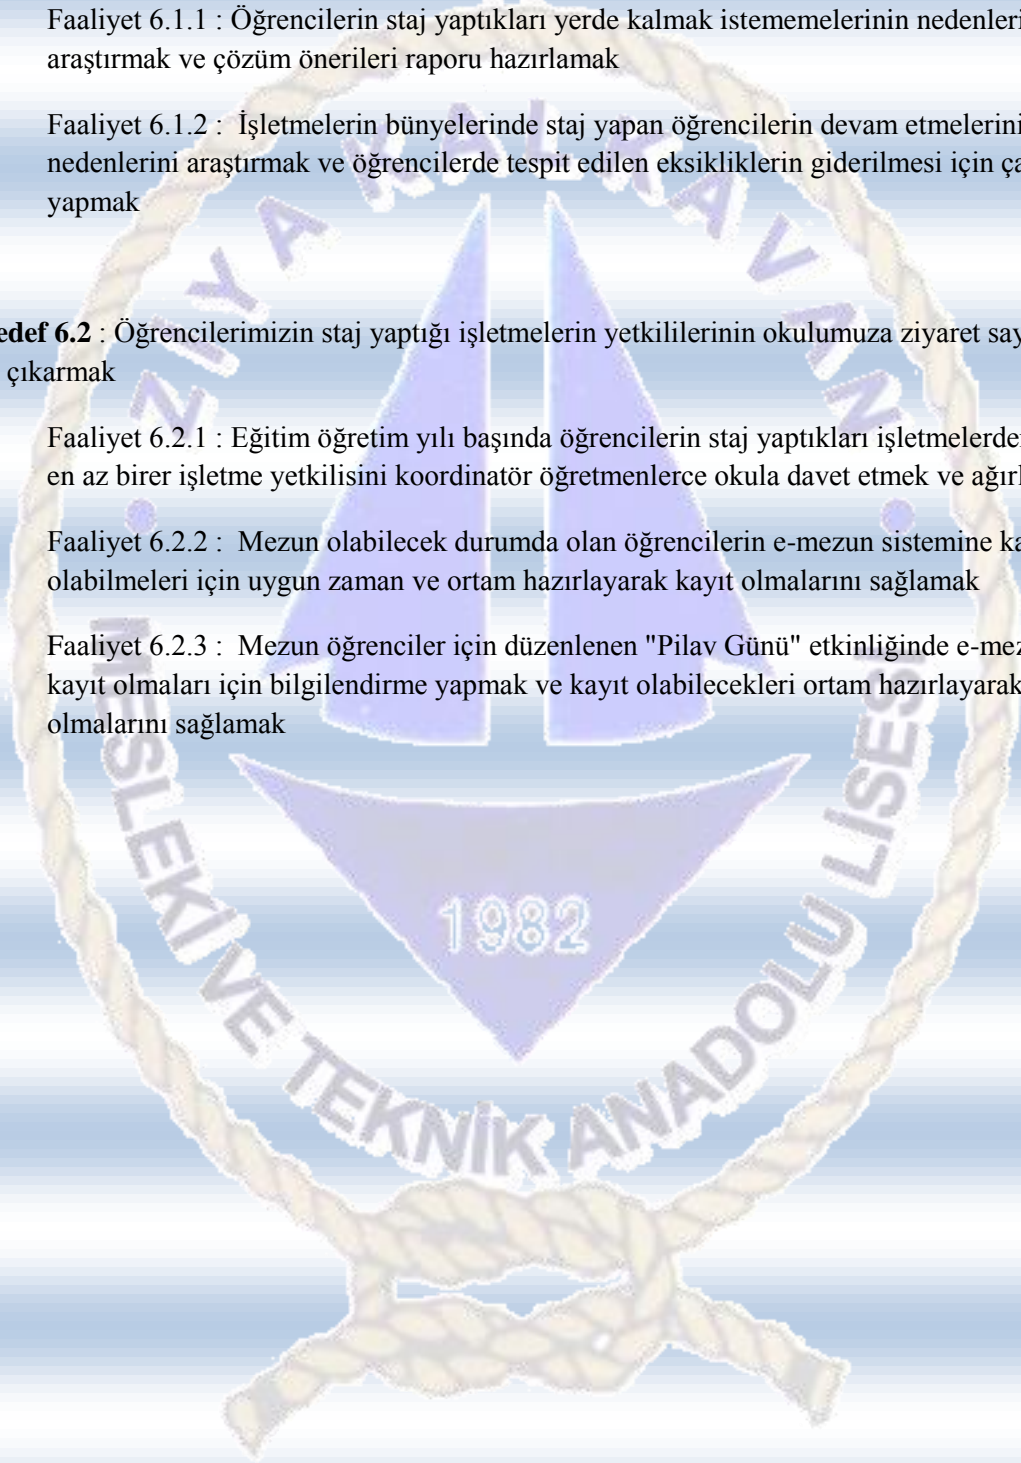 Faaliyet 6.1.1 : Öğrencilerin staj yaptıkları yerde kalmak istememelerinin nedenleri
araştırmak ve çözüm önerileri raporu hazırlamak
Faaliyet 6.1.2 : İşletmelerin bünyelerinde staj yapan öğrencilerin devam etmelerini
nedenlerini araştırmak ve öğrencilerde tespit edilen eksikliklerin giderilmesi için ça
yapmak
edef 6.2 : Öğrencilerimizin staj yaptığı işletmelerin yetkililerinin okulumuza ziyaret say
çıkarmak
Faaliyet 6.2.1 : Eğitim öğretim yılı başında öğrencilerin staj yaptıkları işletmelerde
en az birer işletme yetkilisini koordinatör öğretmenlerce okula davet etmek ve ağırl
Faaliyet 6.2.2 : Mezun olabilecek durumda olan öğrencilerin e-mezun sistemine ka
olabilmeleri için uygun zaman ve ortam hazırlayarak kayıt olmalarını sağlamak
Faaliyet 6.2.3 : Mezun öğrenciler için düzenlenen "Pilav Günü" etkinliğinde e-mez
kayıt olmaları için bilgilendirme yapmak ve kayıt olabilecekleri ortam hazırlayarak
olmalarını sağlamak
ZİYA KALKAVAN
MESLEKİ VE TEKNİK ANADOLU LİSESİ
1982